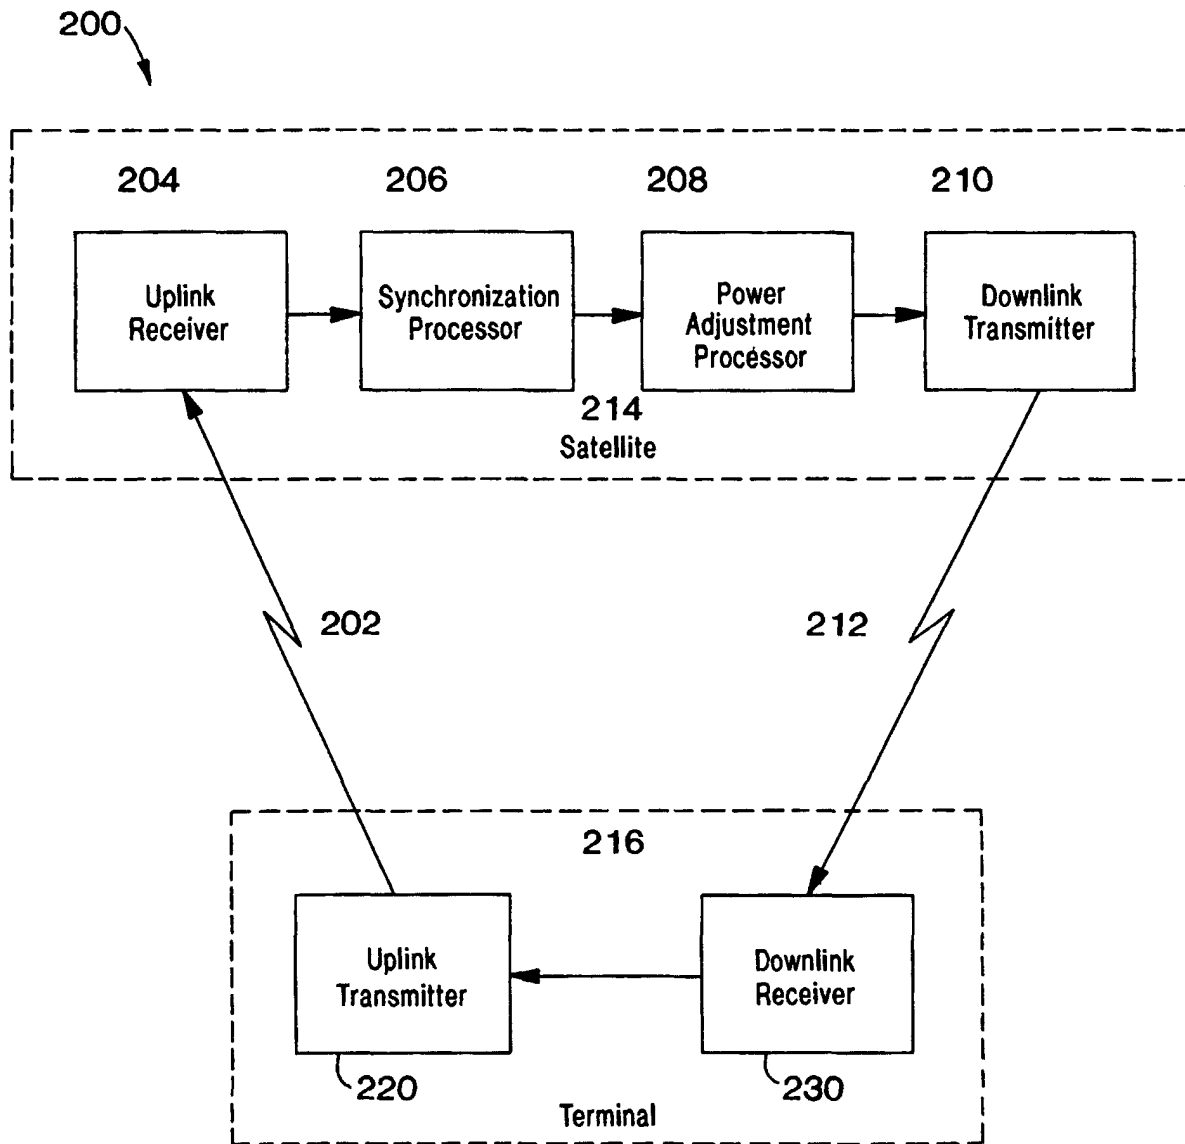 200
204
206
208
210
Uplink
Receiver
Synchronization
Processor
Power
Adjustment
Processor
Downlink
Transmitter
214
Satellite
202
212
216
Uplink
Transmitter
Downlink
Receiver
220
230
Terminal